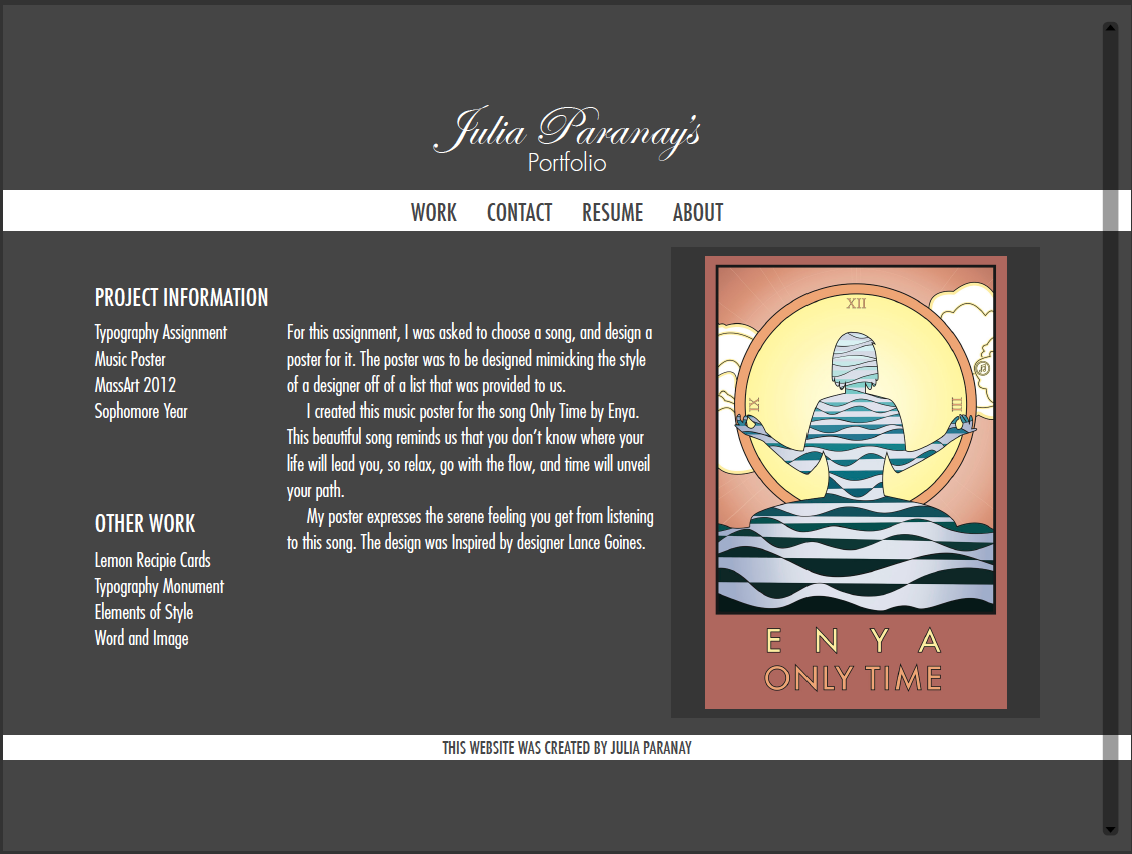 Julia Paranay's
Portfolio
WORK CONTACT RESUME ABOUT
PROJECT INFORMATION
Typography Assignment
Music Poster
MassArt 2012
Sophomore Year
For this assignment, I was asked to choose a song, and design a
poster for it. The poster was to be designed mimicking the style
of a designer off of a list that was provided to us.
I created this music poster for the song Only Time by Enya.
This beautiful song reminds us that you don't know where your
life will lead you, so relax, go with the flow, and time will unveil
your path.
My poster expresses the serene feeling you get from listening
to this song. The design was Inspired by designer Lance Goines.
OTHER WORK
Lemon Recipie Cards
Typography Monument
Elements of Style
Word and Image
XII
IX
III
ENYA
ONLY TIME
THIS WEBSITE WAS CREATED BY JULIA PARANAY